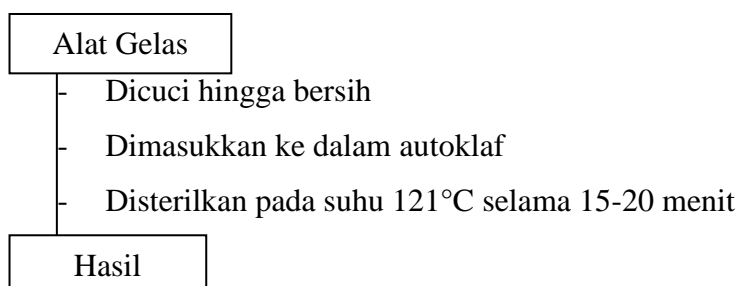 Alat Gelas
- Dicuci hingga bersih
- Dimasukkan ke dalam autoklaf
- Disterilkan pada suhu 121°C selama 15-20 menit
Hasil